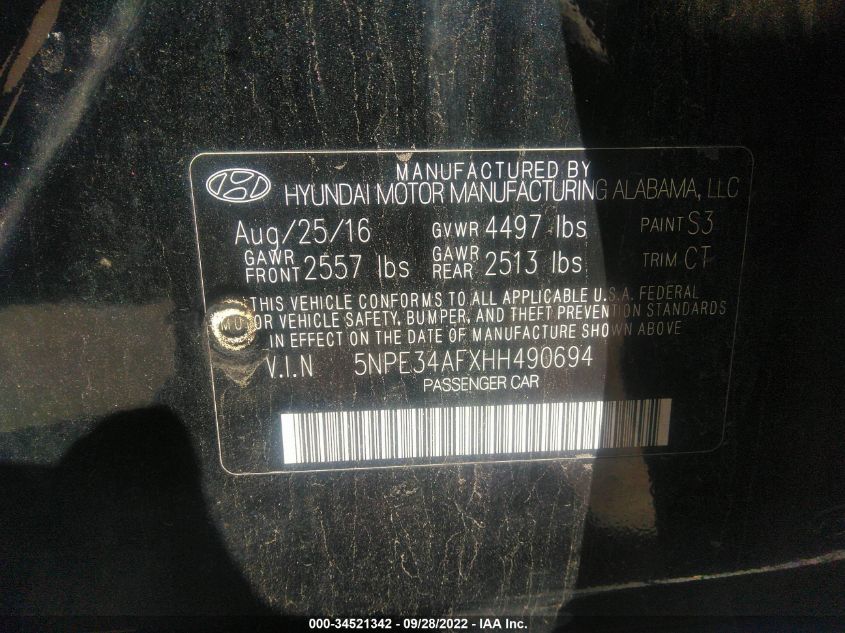 MANUFACTURED BY
HYUNDAI MOTOR MANUFACTURING ALABAMA, LLC
Aug/25/16 GVWR 4497 lbs PAINT S3
GAWR FRONT 2557 lbs GAWR REAR 2513 lbs TRIM CT
THIS VEHICLE CONFORMS TO ALL APPLICABLE U.S.A. FEDERAL
MOTOR VEHICLE SAFETY, BUMPER, AND THEFT PREVENTION STANDARDS
IN EFFECT ON THE DATE OF MANUFACTURE SHOWN ABOVE
V.I.N 5NPE34AFXHH490694
PASSENGER CAR
000-34521342 - 09/28/2022 - IAA Inc.